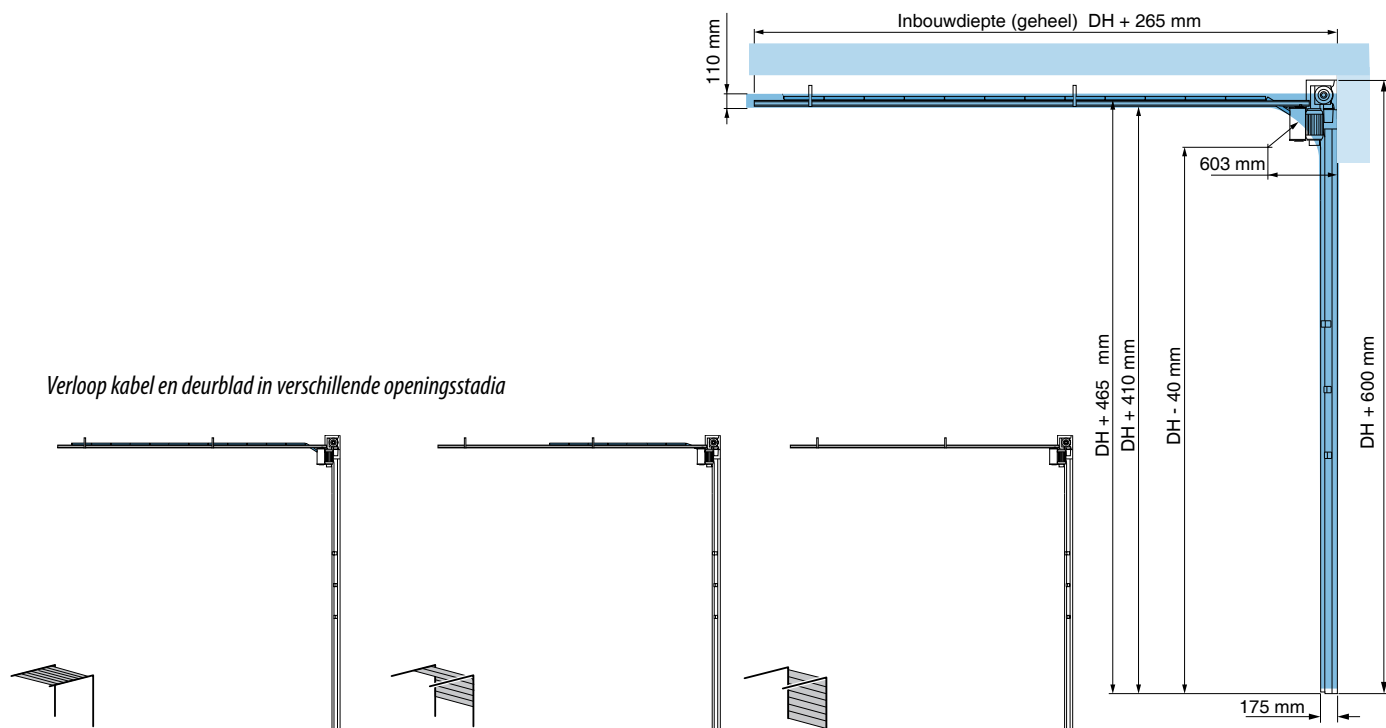 Inbouwdiepte (geheel) DH + 265 mm
110 mm
603 mm
DH + 465 mm
DH + 410 mm
DH - 40 mm
DH + 600 mm
175 mm
Verloop kabel en deurblad in verschillende openingsstadia